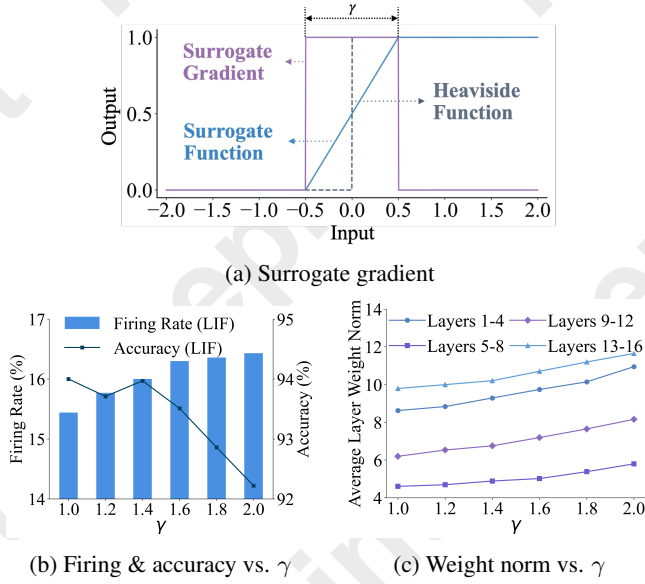 γ
1.0
Surrogate
Gradient
Heaviside
Function
0.5
Surrogate
Function
0.0
Output
−2.0 −1.5 −1.0 −0.5 0.0 0.5 1.0 1.5 2.0
Input
(a) Surrogate gradient
17
16
15
14
Firing Rate (%)
Firing Rate (LIF)
Accuracy (LIF)
95
94
93
92
Accuracy (%)
1.0 1.2 1.4 1.6 1.8 2.0
γ
(b) Firing & accuracy vs. γ
14
12
10
8
6
4
Average Layer Weight Norm
Layers 1-4 Layers 9-12
Layers 5-8 Layers 13-16
1.0 1.2 1.4 1.6 1.8 2.0
γ
(c) Weight norm vs. γ